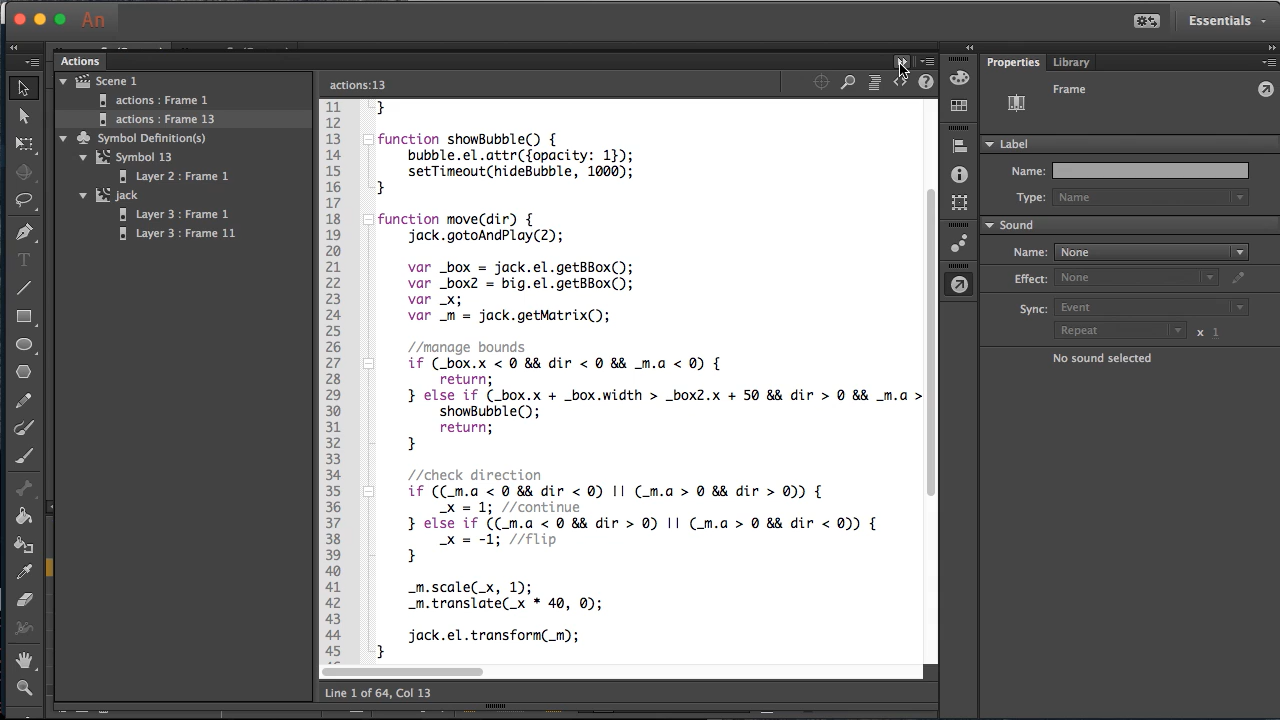 An
Essentials
Actions
Properties
Library
Scene 1
actions : Frame 1
actions : Frame 13
Symbol Definition(s)
Symbol 13
Layer 2 : Frame 1
jack
Layer 3 : Frame 1
Layer 3 : Frame 11
actions:13
11 }
12
13 function showBubble() {
14 bubble.el.attr({opacity: 1});
15 setTimeout(hideBubble, 1000);
16 }
17
18 function move(dir) {
19 jack.gotoAndPlay(2);
20
21 var _box = jack.el.getBBox();
22 var _box2 = big.el.getBBox();
23 var _x;
24 var _m = jack.getMatrix();
25
26 //manage bounds
27 if (_box.x < 0 && dir < 0 && _m.a < 0) {
28 return;
29 } else if (_box.x + _box.width > _box2.x + 50 && dir > 0 && _m.a >
30 showBubble();
31 return;
32 }
33
34 //check direction
35 if ((_m.a < 0 && dir < 0) || (_m.a > 0 && dir > 0)) {
36 _x = 1; //continue
37 } else if ((_m.a < 0 && dir > 0) || (_m.a > 0 && dir < 0)) {
38 _x = -1; //flip
39 }
40
41 _m.scale(_x, 1);
42 _m.translate(_x * 40, 0);
43
44 jack.el.transform(_m);
45 }
Line 1 of 64, Col 13
Frame
Label
Name:
Type: Name
Sound
Name: None
Effect: None
Sync: Event
Repeat x 1
No sound selected